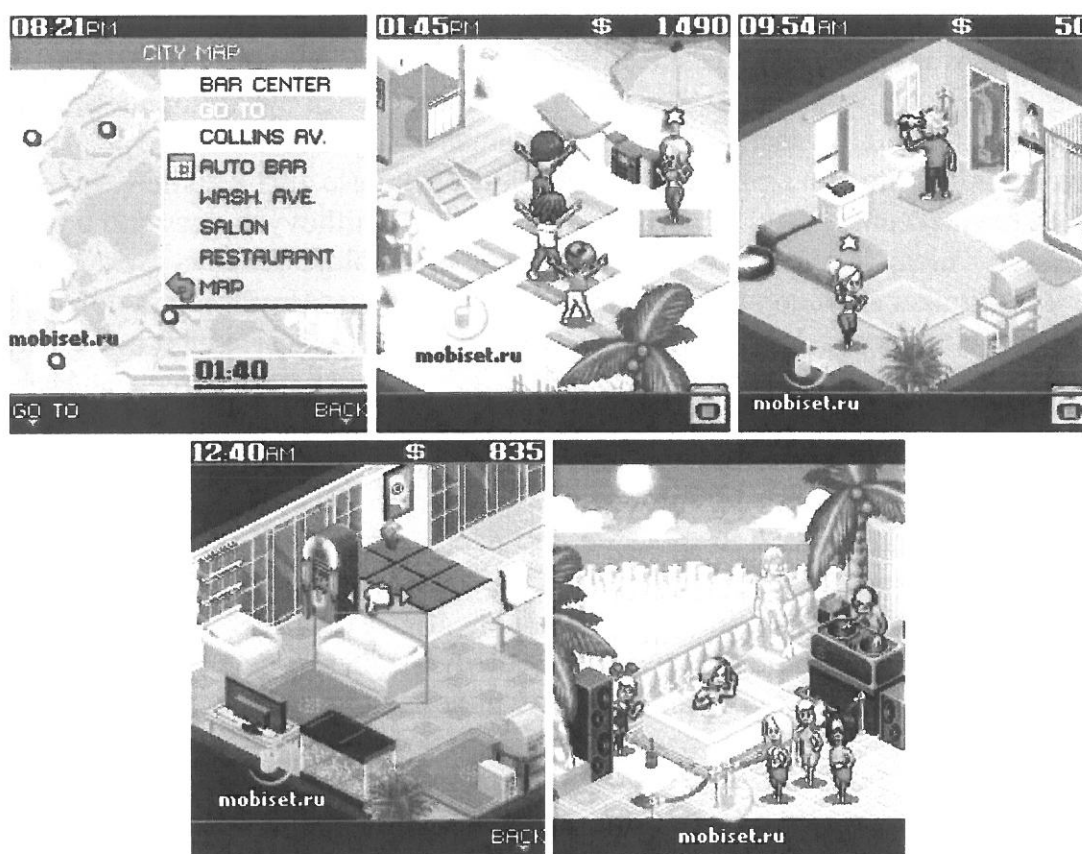 08:21PM
CITY MAP
BAR CENTER
GO TO
COLLINS AV.
AUTO BAR
WASH. AVE.
SALON
RESTAURANT
MAP
mobiset.ru
01:40
GO TO BACK
01:45PM $ 1,490
mobiset.ru
09:54AM $ 50
mobiset.ru
12:40AM $ 835
mobiset.ru
BACK
mobiset.ru